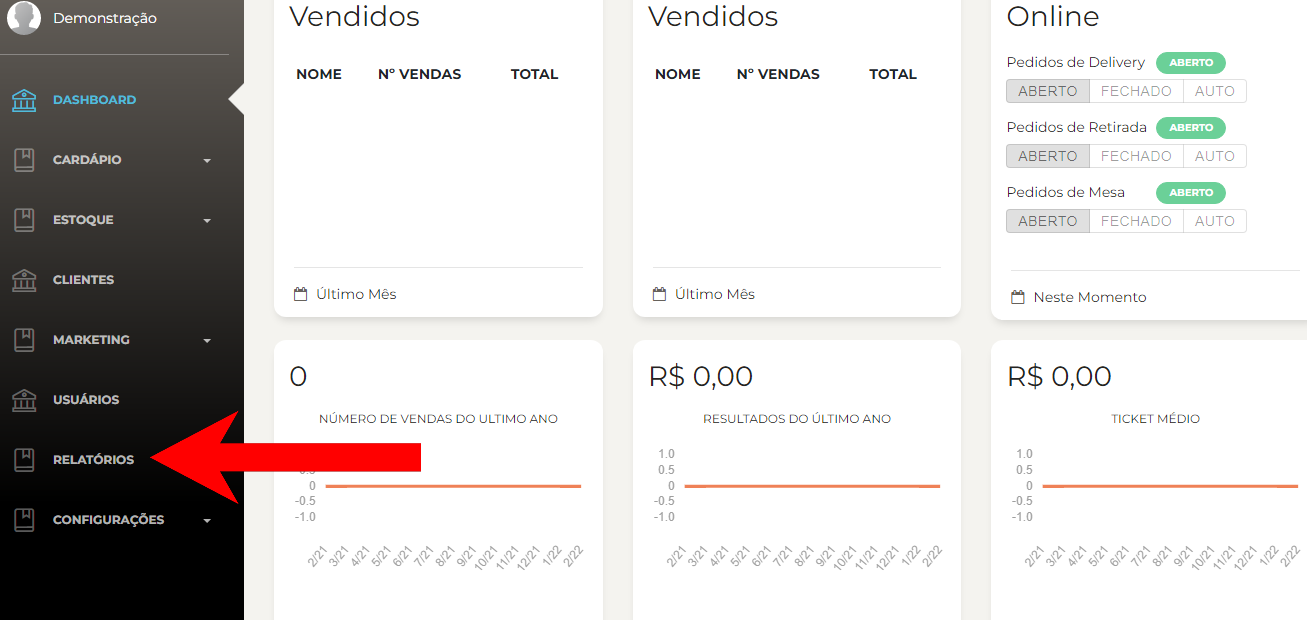 Demonstração
DASHBOARD
CARDÁPIO
ESTOQUE
CLIENTES
MARKETING
USUÁRIOS
RELATÓRIOS
CONFIGURAÇÕES
Vendidos
NOME Nº VENDAS TOTAL
Último Mês
Vendidos
NOME Nº VENDAS TOTAL
Último Mês
Online
Pedidos de Delivery ABERTO
ABERTO FECHADO AUTO
Pedidos de Retirada ABERTO
ABERTO FECHADO AUTO
Pedidos de Mesa ABERTO
ABERTO FECHADO AUTO
Neste Momento
0
NÚMERO DE VENDAS DO ULTIMO ANO
0
-0.5
-1.0
2/21 3/21 4/21 5/21 6/21 7/21 8/21 9/21 10/21 11/21 12/21 1/22 2/22
R$ 0,00
RESULTADOS DO ÚLTIMO ANO
1.0
0.5
0
-0.5
-1.0
2/21 3/21 4/21 5/21 6/21 7/21 8/21 9/21 10/21 11/21 12/21 1/22 2/22
R$ 0,00
TICKET MÉDIO
1.0
0.5
0
-0.5
-1.0
2/21 3/21 4/21 5/21 6/21 7/21 8/21 9/21 10/21 11/21 12/21 1/22 2/22